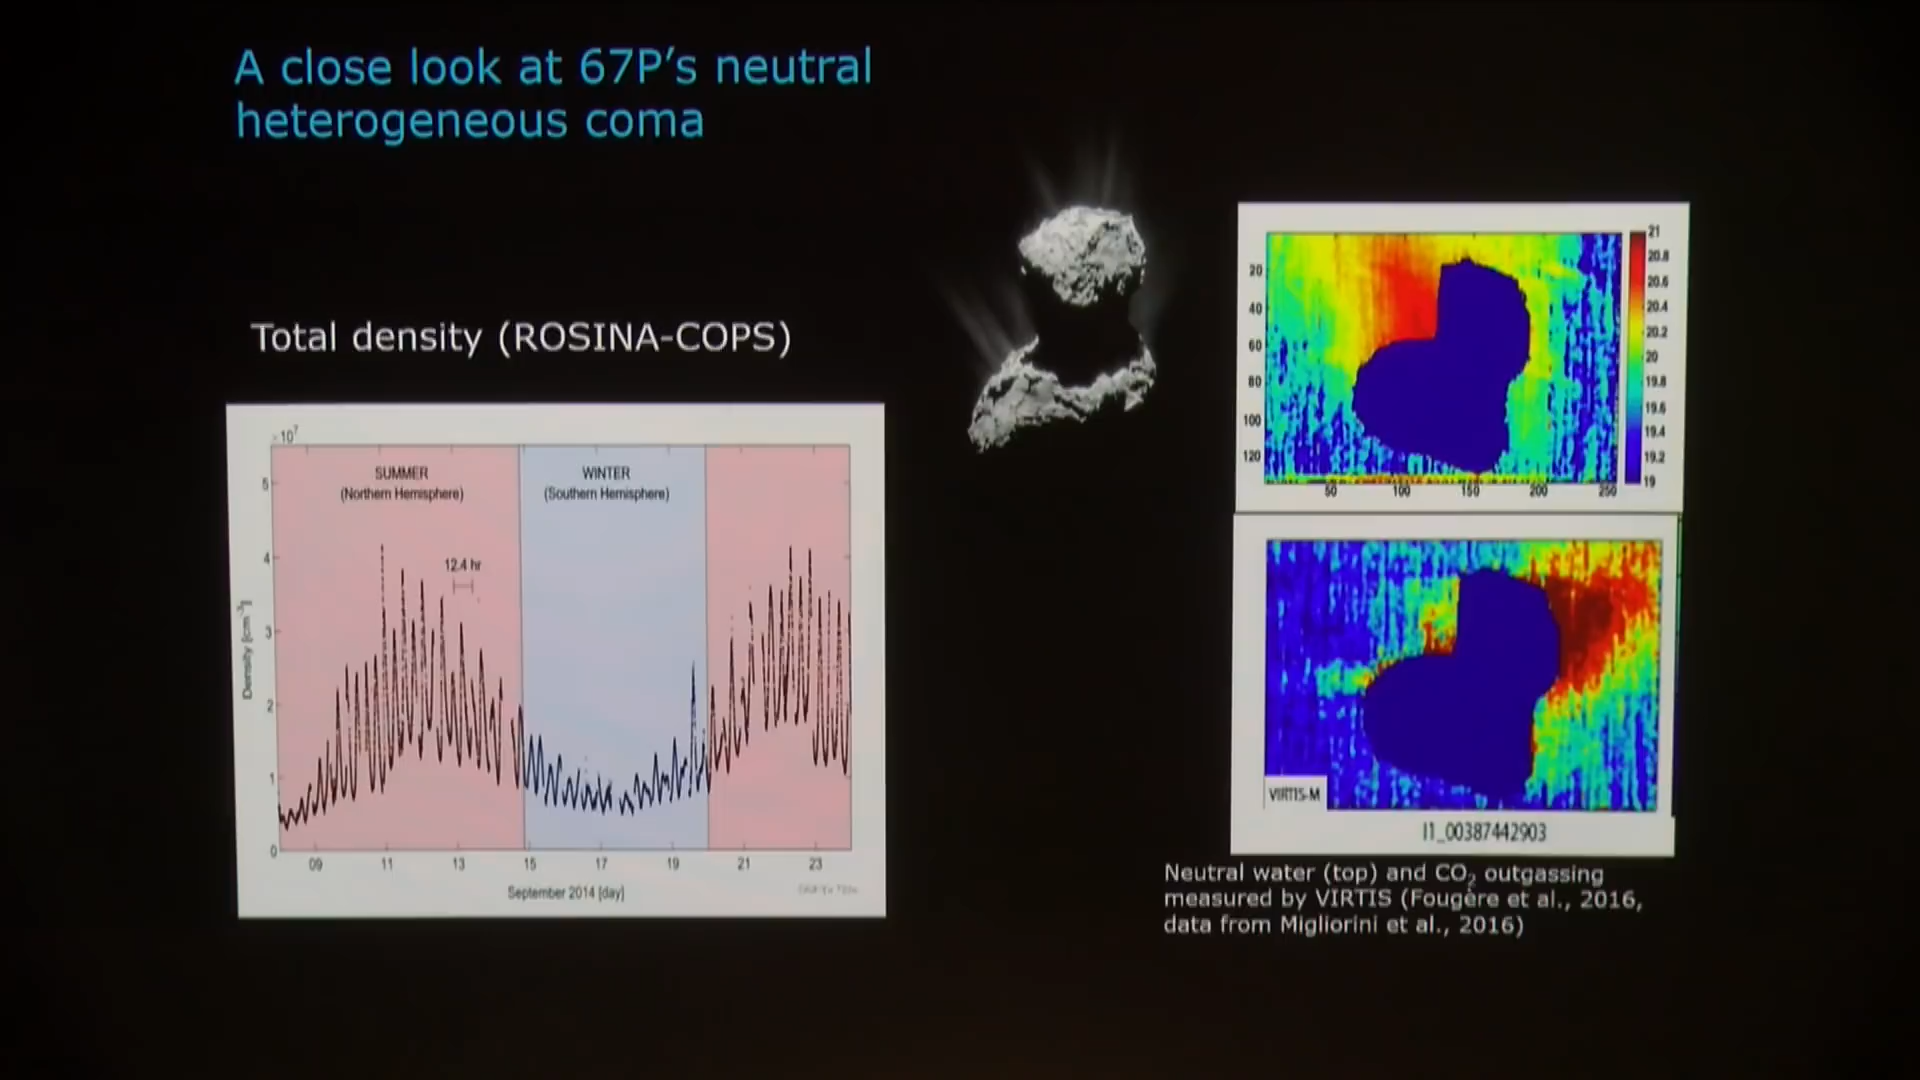 A close look at 67P's neutral
heterogeneous coma
Total density (ROSINA-COPS)
10⁷
SUMMER
(Northern Hemisphere)
WINTER
(Southern Hemisphere)
12.4 hr
5
4
3
2
1
0
Density [cm⁻³]
09 11 13 15 17 19 21 23
September 2014 [day]
20
40
60
80
100
120
50 100 150 200 250
21
20.8
20.6
20.4
20.2
20
19.8
19.6
19.4
19.2
19
VIRTIS-M
I1_00387442903
Neutral water (top) and CO₂ outgassing
measured by VIRTIS (Fougère et al., 2016,
data from Migliorini et al., 2016)